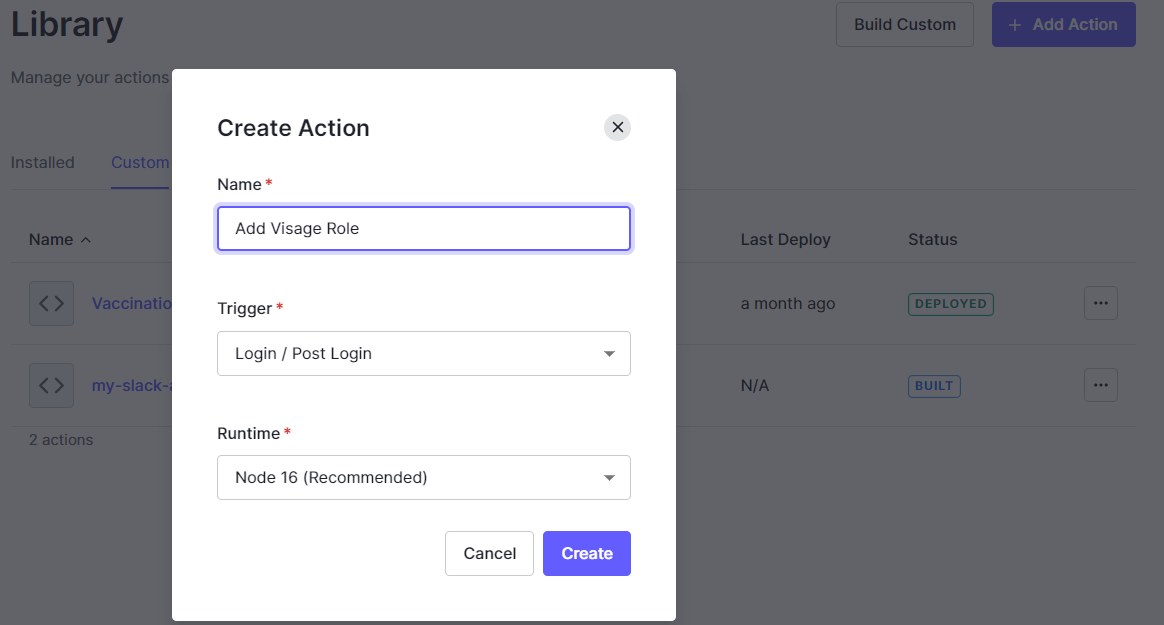 Library
Build Custom
+ Add Action
Manage your actions
Installed
Custom
Name
Last Deploy
Status
Vaccinatio
a month ago
DEPLOYED
my-slack-a
N/A
BUILT
2 actions
Create Action
Name *
Add Visage Role
Trigger *
Login / Post Login
Runtime *
Node 16 (Recommended)
Cancel
Create